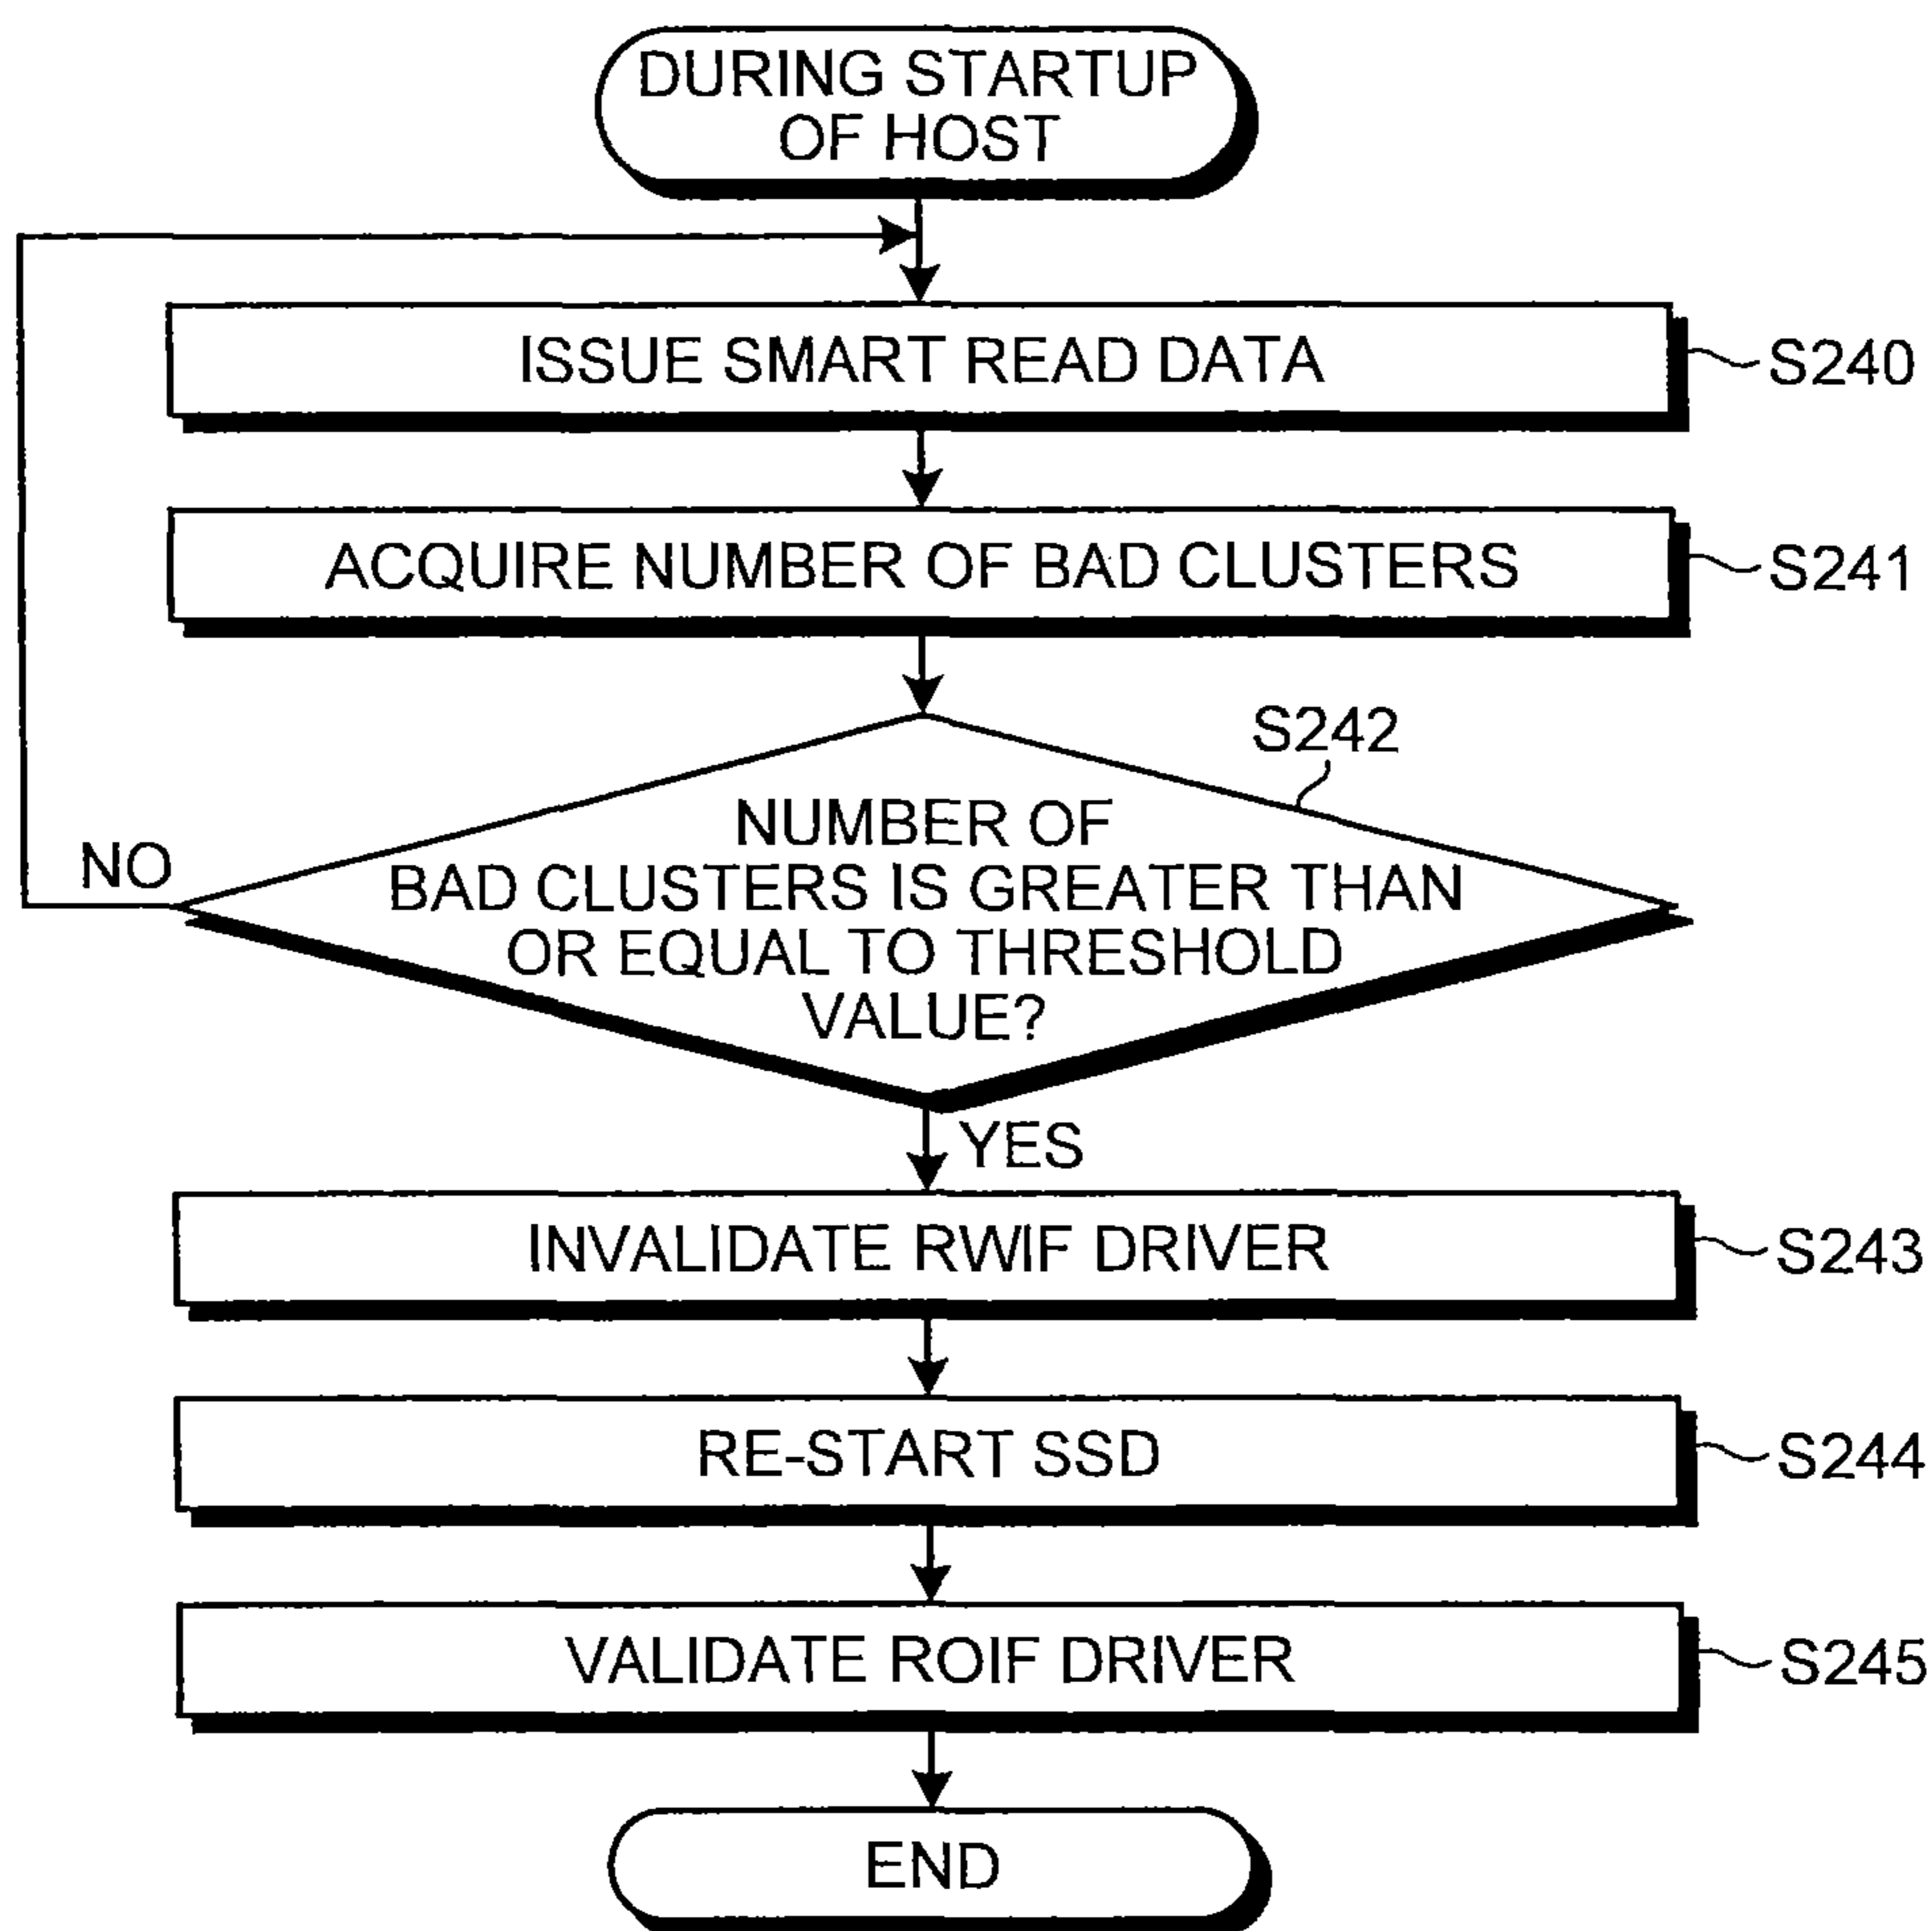 DURING STARTUP
OF HOST
ISSUE SMART READ DATA
S240
ACQUIRE NUMBER OF BAD CLUSTERS
S241
S242
NUMBER OF
BAD CLUSTERS IS GREATER THAN
OR EQUAL TO THRESHOLD
VALUE?
NO
YES
INVALIDATE RWIF DRIVER
S243
RE-START SSD
S244
VALIDATE ROIF DRIVER
S245
END